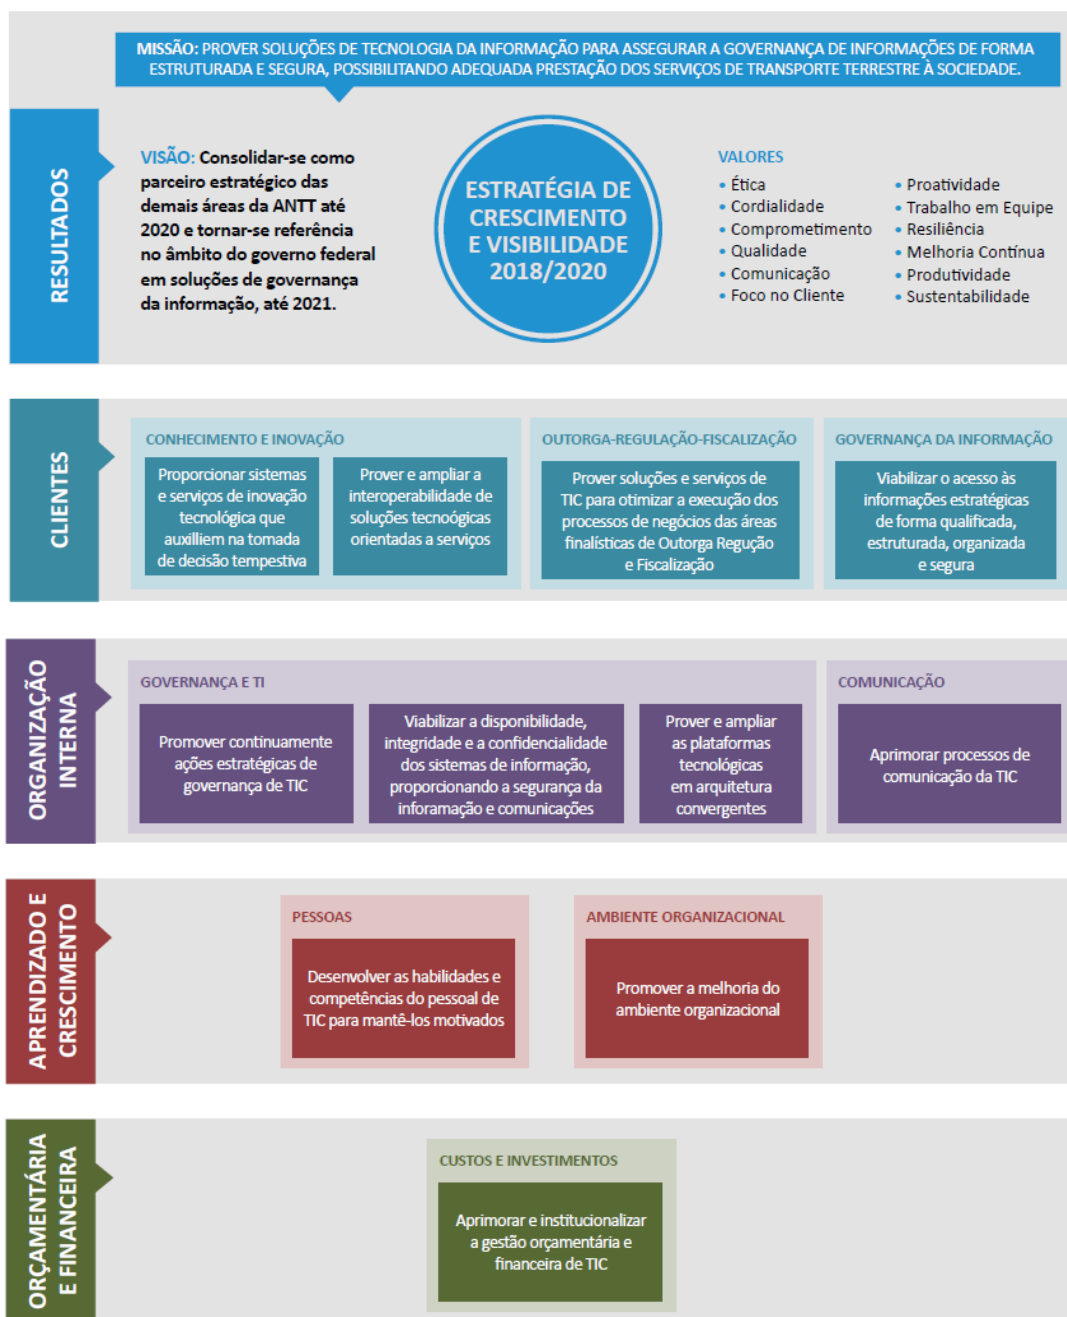 MISSÃO: PROVER SOLUÇÕES DE TECNOLOGIA DA INFORMAÇÃO PARA ASSEGURAR A GOVERNANÇA DE INFORMAÇÕES DE FORMA
ESTRUTURADA E SEGURA, POSSIBILITANDO ADEQUADA PRESTAÇÃO DOS SERVIÇOS DE TRANSPORTE TERRESTRE À SOCIEDADE.
RESULTADOS
VISÃO: Consolidar-se como
parceiro estratégico das
demais áreas da ANTT até
2020 e tornar-se referência
no âmbito do governo federal
em soluções de governança
da informação, até 2021.
ESTRATÉGIA DE
CRESCIMENTO
E VISIBILIDADE
2018/2020
VALORES
• Ética
• Cordialidade
• Comprometimento
• Qualidade
• Comunicação
• Foco no Cliente
• Proatividade
• Trabalho em Equipe
• Resiliência
• Melhoria Contínua
• Produtividade
• Sustentabilidade
CLIENTES
CONHECIMENTO E INOVAÇÃO
Proporcionar sistemas
e serviços de inovação
tecnológica que
auxilliem na tomada
de decisão tempestiva
Prover e ampliar a
interoperabilidade de
soluções tecnoógicas
orientadas a serviços
OUTORGA-REGULAÇÃO-FISCALIZAÇÃO
Prover soluções e serviços de
TIC para otimizar a execução dos
processos de negócios das áreas
finalísticas de Outorga Regução
e Fiscalização
GOVERNANÇA DA INFORMAÇÃO
Viabilizar o acesso às
informações estratégicas
de forma qualificada,
estruturada, organizada
e segura
ORGANIZAÇÃO
INTERNA
GOVERNANÇA E TI
Promover continuamente
ações estratégicas de
governança de TIC
Viabilizar a disponibilidade,
integridade e a confidencialidade
dos sistemas de informação,
proporcionando a segurança da
inforamação e comunicações
Prover e ampliar
as plataformas
tecnológicas
em arquitetura
convergentes
COMUNICAÇÃO
Aprimorar processos de
comunicação da TIC
APRENDIZADO E
CRESCIMENTO
PESSOAS
Desenvolver as habilidades e
competências do pessoal de
TIC para mantê-los motivados
AMBIENTE ORGANIZACIONAL
Promover a melhoria do
ambiente organizacional
ORÇAMENTÁRIA
E FINANCEIRA
CUSTOS E INVESTIMENTOS
Aprimorar e institucionalizar
a gestão orçamentária e
financeira de TIC